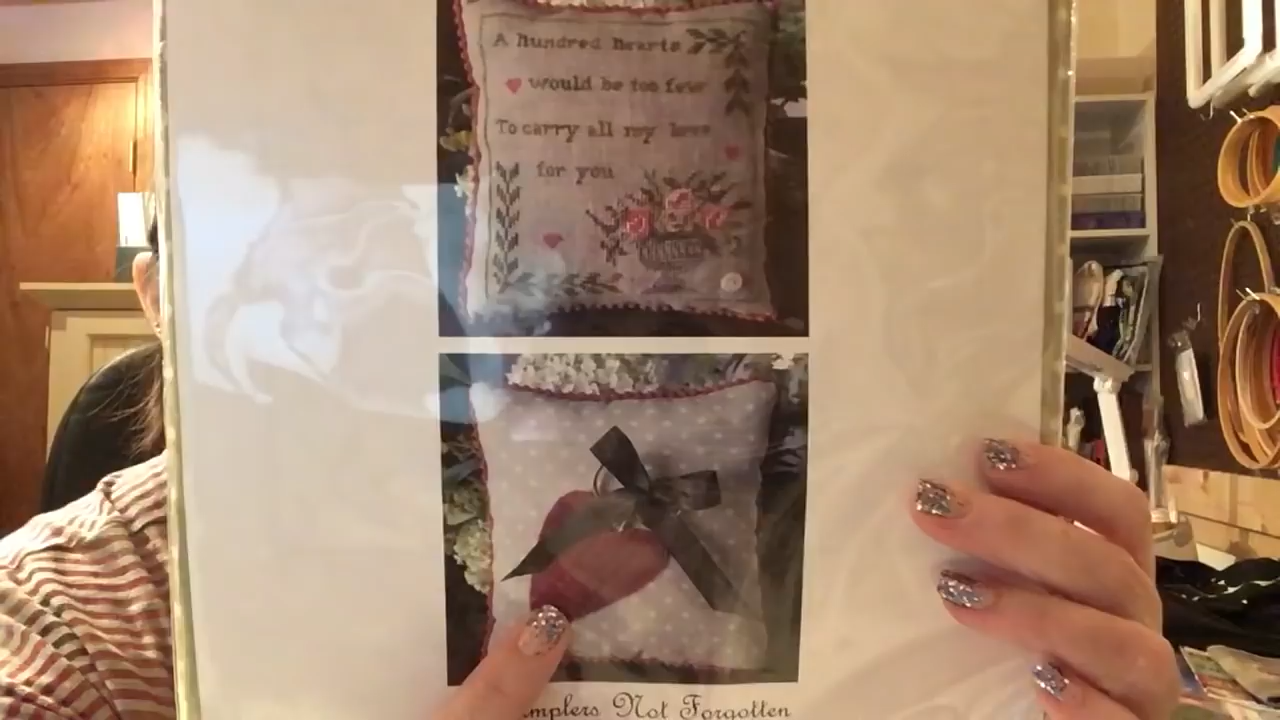 A hundred hearts
would be too few
To carry all my love
for you
mplers Not Forgotten